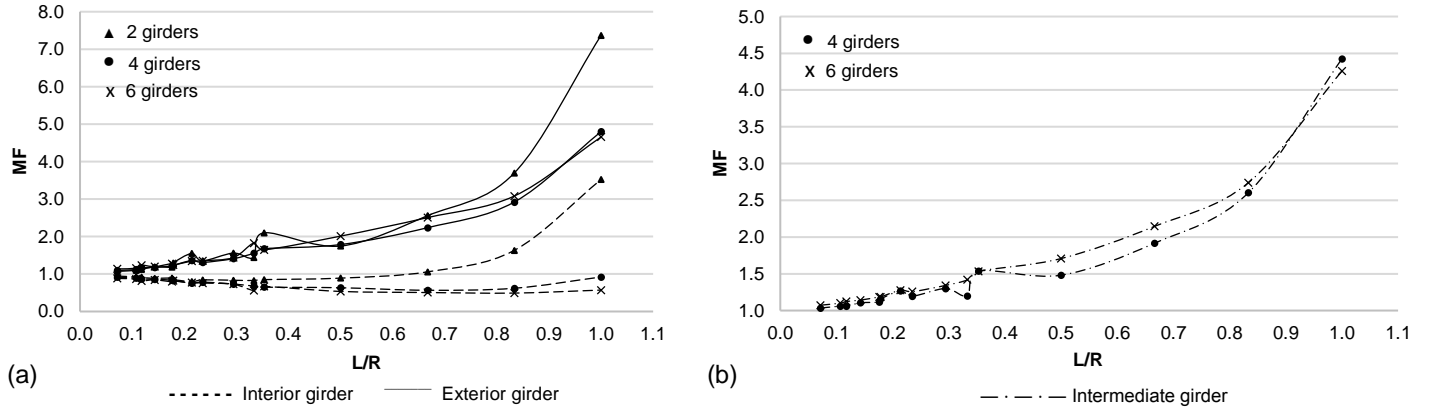 8.0
7.0
6.0
5.0
4.0
3.0
2.0
1.0
0.0
MF
▲ 2 girders
● 4 girders
x 6 girders
0.0 0.1 0.2 0.3 0.4 0.5 0.6 0.7 0.8 0.9 1.0 1.1
L/R
(a)
Interior girder
Exterior girder
5.0
4.5
4.0
3.5
3.0
2.5
2.0
1.5
1.0
MF
● 4 girders
x 6 girders
0.0 0.1 0.2 0.3 0.4 0.5 0.6 0.7 0.8 0.9 1.0 1.1
L/R
(b)
Intermediate girder